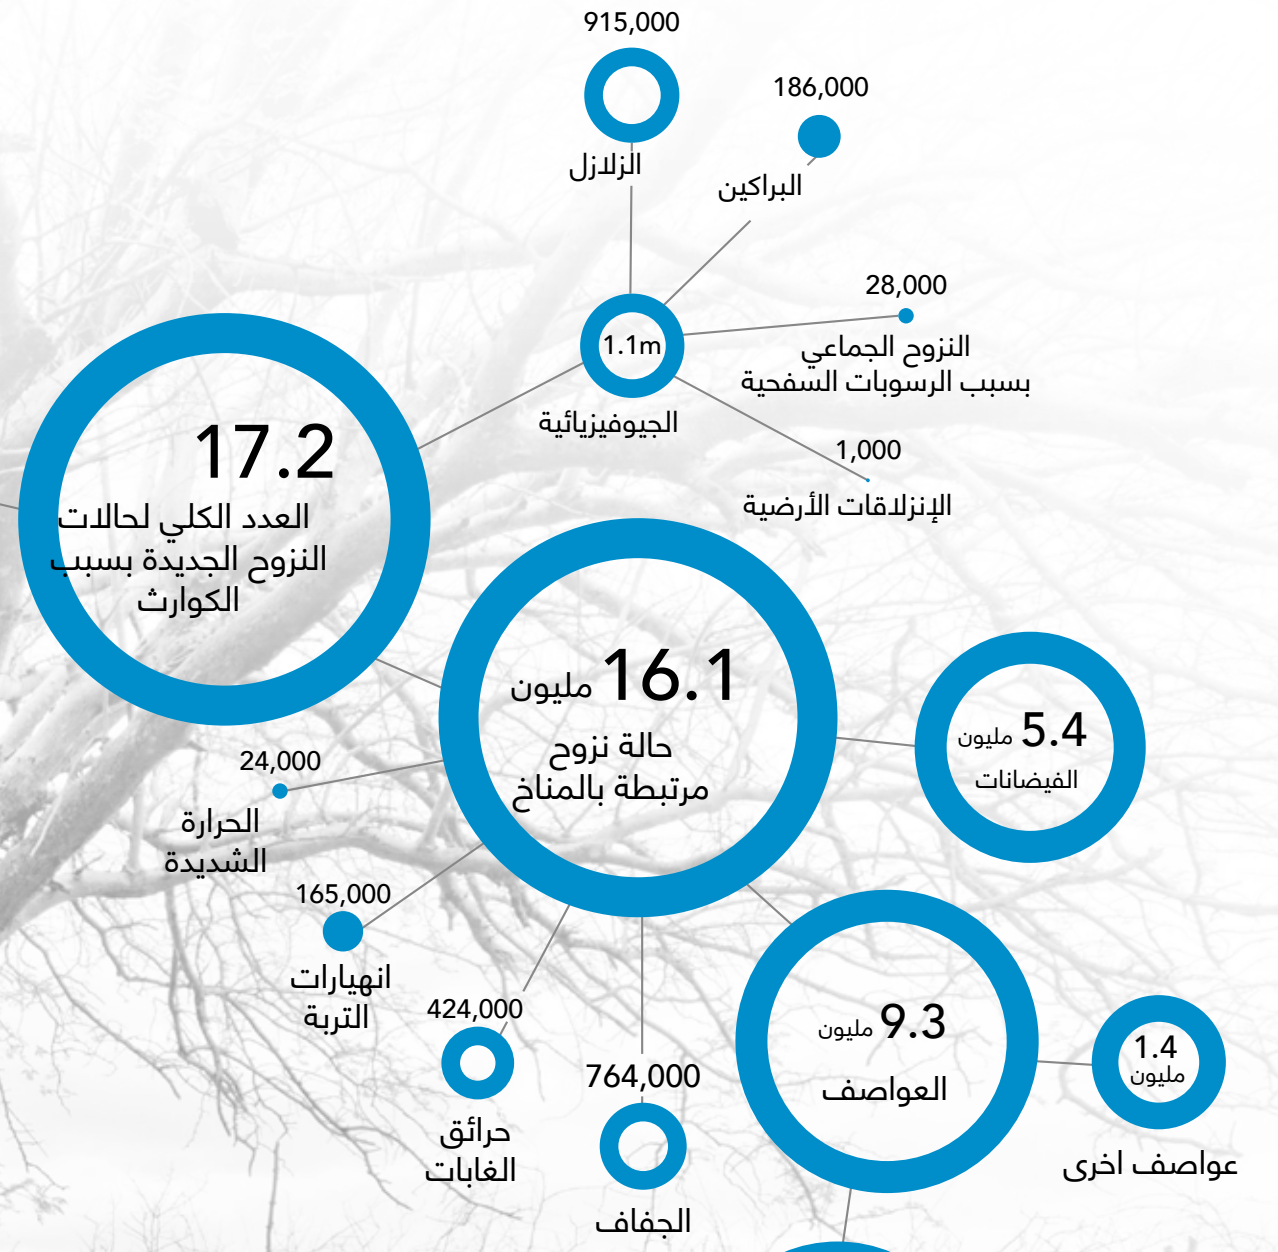 915,000
الزلازل
186,000
البراكين
28,000
النزوح الجماعي
بسبب الرسوبات السفحية
1.1m
الجيوفيزيائية
1,000
الإنزلاقات الأرضية
17.2
العدد الكلي لحالات
النزوح الجديدة بسبب
الكوارث
16.1 مليون
حالة نزوح
مرتبطة بالمناخ
5.4 مليون
الفيضانات
24,000
الحرارة
الشديدة
165,000
انهيارات
التربة
424,000
حرائق
الغابات
764,000
الجفاف
9.3 مليون
العواصف
1.4
مليون
عواصف اخرى